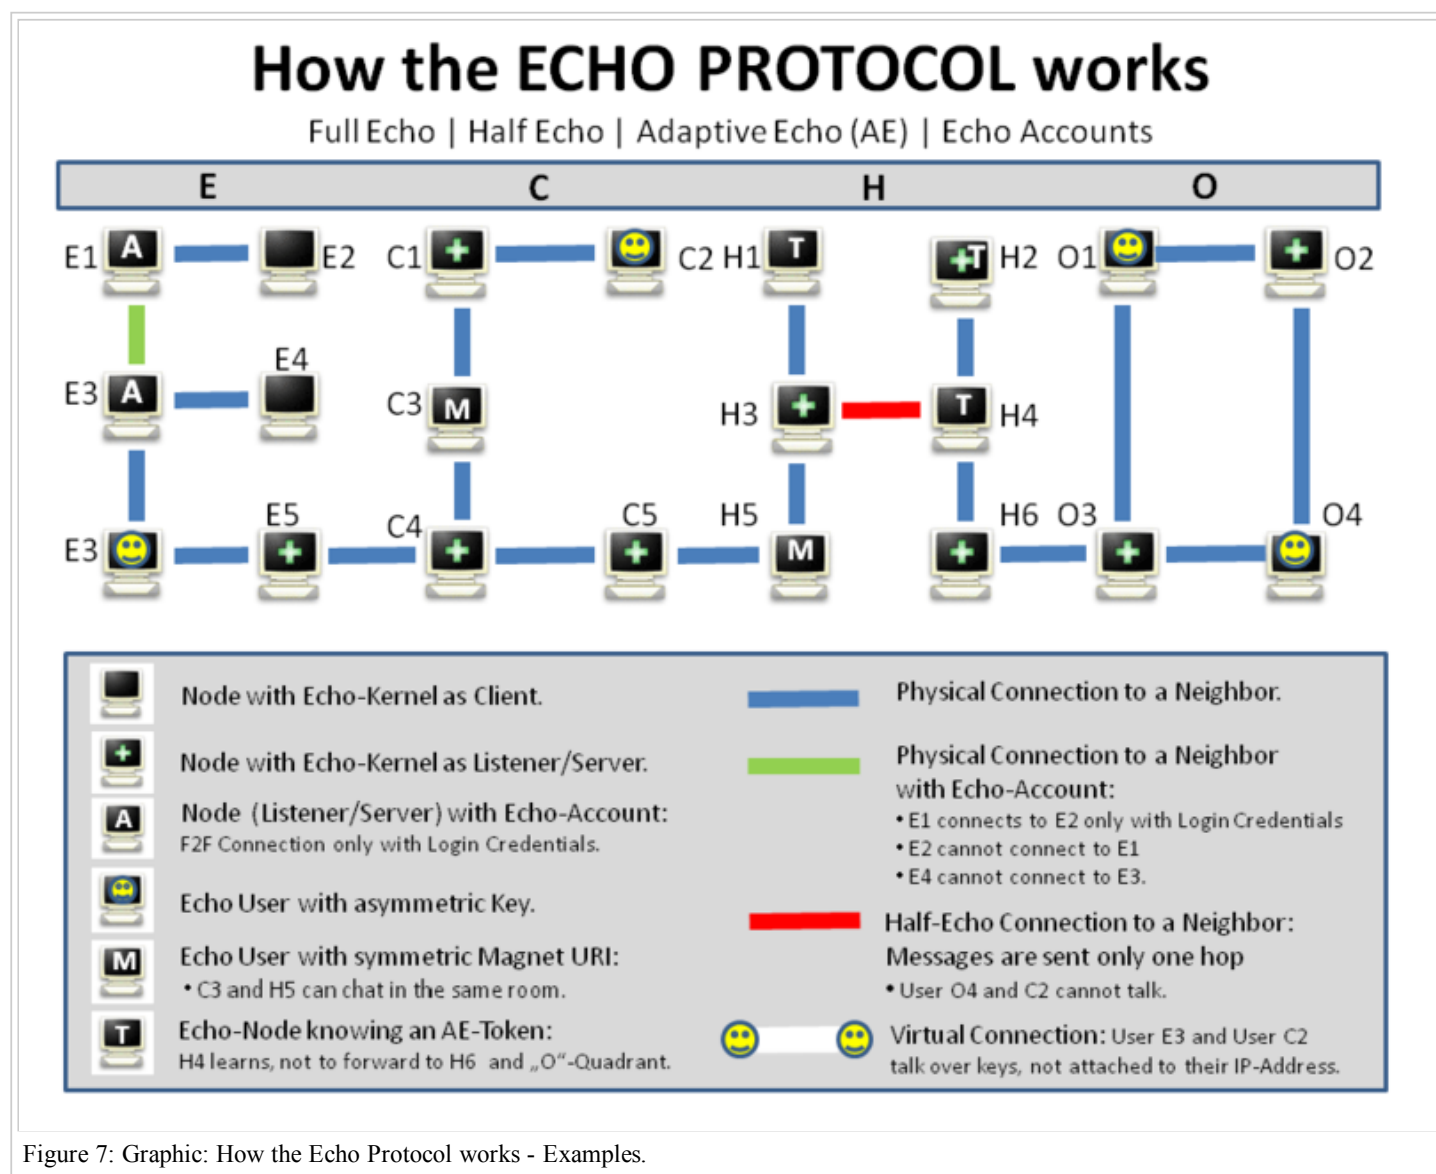 How the ECHO PROTOCOL works
Full Echo | Half Echo | Adaptive Echo (AE) | Echo Accounts
E C H O
E1 A E2 C1 C2 H1 T T H2 O1 O2
E3 A E4 C3 M H3 T H4
E3 E5 C4 C5 H5 M H6 O3 O4
Node with Echo-Kernel as Client.
Node with Echo-Kernel as Listener/Server.
A Node (Listener/Server) with Echo-Account:
F2F Connection only with Login Credentials.
Echo User with asymmetric Key.
M Echo User with symmetric Magnet URI:
• C3 and H5 can chat in the same room.
T Echo-Node knowing an AE-Token:
H4 learns, not to forward to H6 and „O“-Quadrant.
Physical Connection to a Neighbor.
Physical Connection to a Neighbor
with Echo-Account:
• E1 connects to E2 only with Login Credentials
• E2 cannot connect to E1
• E4 cannot connect to E3.
Half-Echo Connection to a Neighbor:
Messages are sent only one hop
• User O4 and C2 cannot talk.
Virtual Connection: User E3 and User C2
talk over keys, not attached to their IP-Address.
Figure 7: Graphic: How the Echo Protocol works - Examples.